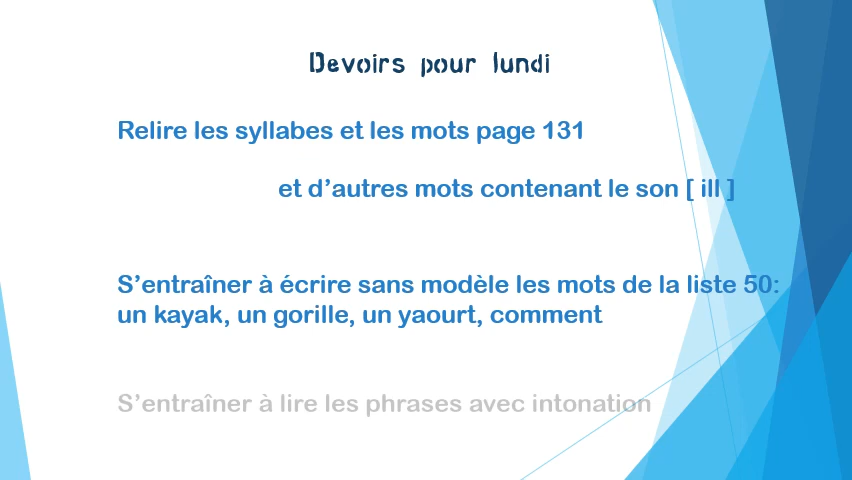 Devoirs pour lundi
Relire les syllabes et les mots page 131
et d’autres mots contenant le son [ ill ]
S’entraîner à écrire sans modèle les mots de la liste 50:
un kayak, un gorille, un yaourt, comment
S’entraîner à lire les phrases avec intonation